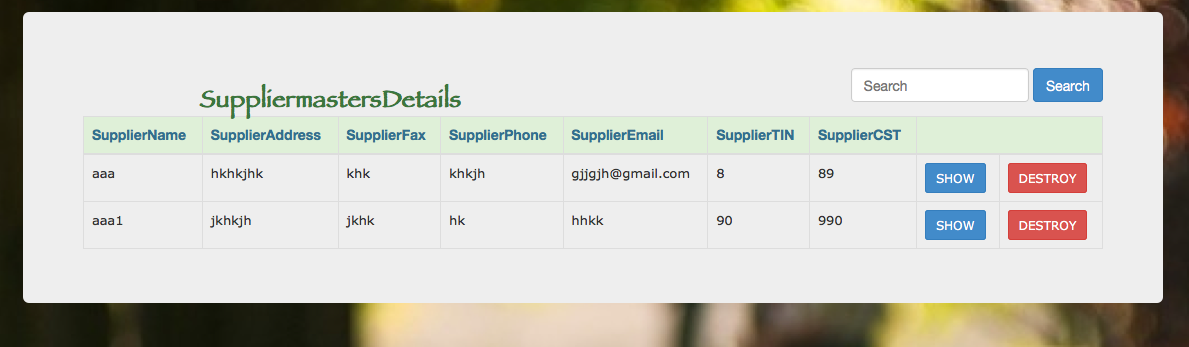 SuppliermastersDetails
Search Search
SupplierName SupplierAddress SupplierFax SupplierPhone SupplierEmail SupplierTIN SupplierCST
aaa hkhkjhk khk khkjh gjjgjh@gmail.com 8 89 SHOW DESTROY
aaa1 jkhkjh jkhk hk hhkk 90 990 SHOW DESTROY